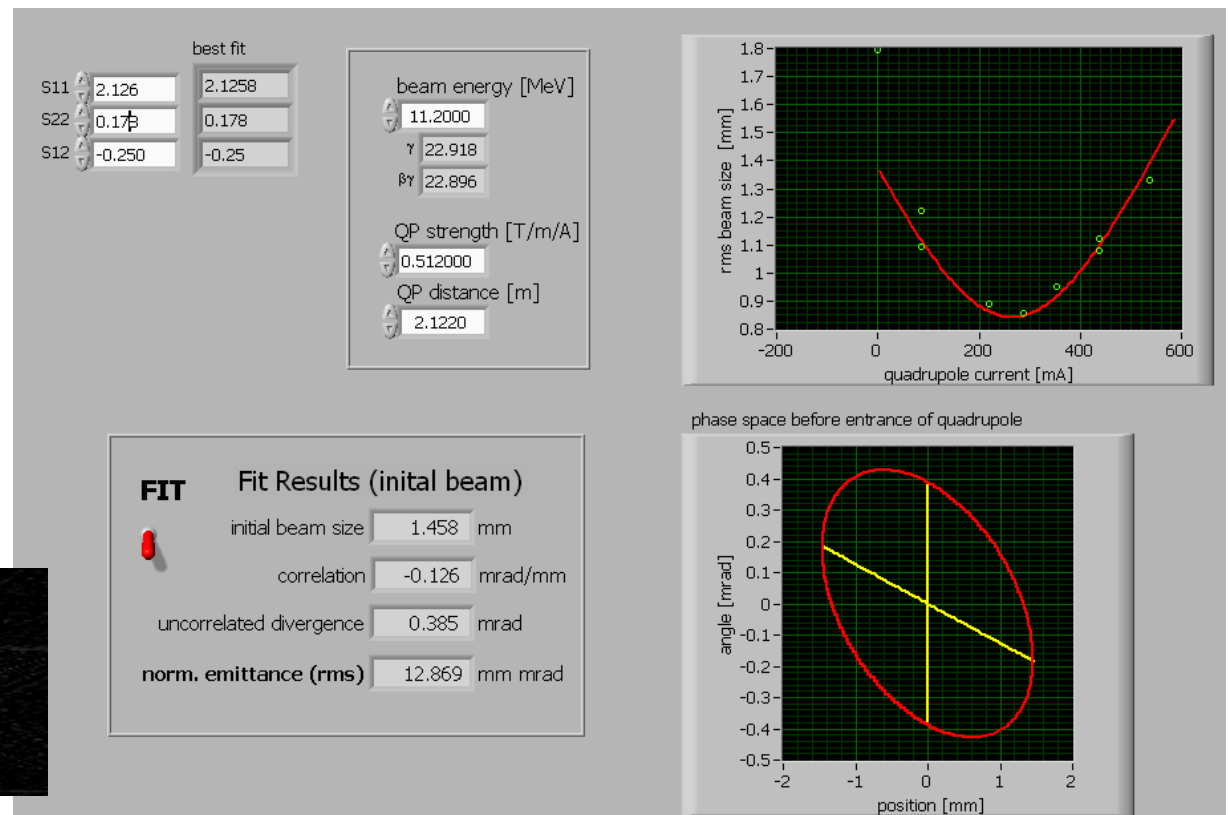 best fit
S11 2.126 2.1258
S22 0.178 0.178
S12 -0.250 -0.25
beam energy [MeV]
11.2000
γ 22.918
βγ 22.896
QP strength [T/m/A]
0.512000
QP distance [m]
2.1220
1.8
1.7
1.6
1.5
1.4
1.3
1.2
1.1
1
0.9
0.8
rms beam size [mm]
-200 0 200 400 600
quadrupole current [mA]
FIT
Fit Results (inital beam)
initial beam size 1.458 mm
correlation -0.126 mrad/mm
uncorrelated divergence 0.385 mrad
norm. emittance (rms) 12.869 mm mrad
phase space before entrance of quadrupole
0.5
0.4
0.3
0.2
0.1
0
-0.1
-0.2
-0.3
-0.4
-0.5
angle [mrad]
-2 -1 0 1 2
position [mm]